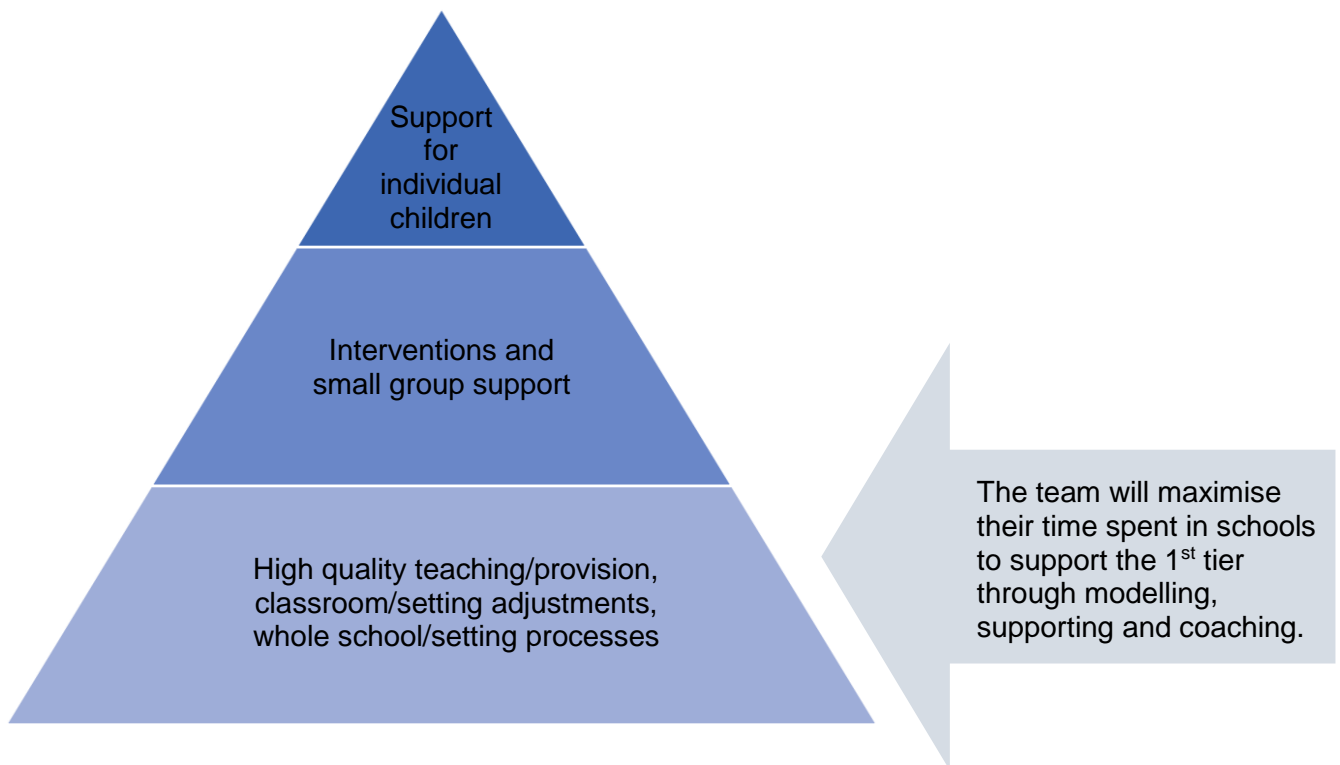 Support
for
individual
children
Interventions and
small group support
High quality teaching/provision,
classroom/setting adjustments,
whole school/setting processes
The team will maximise
their time spent in schools
to support the 1st tier
through modelling,
supporting and coaching.